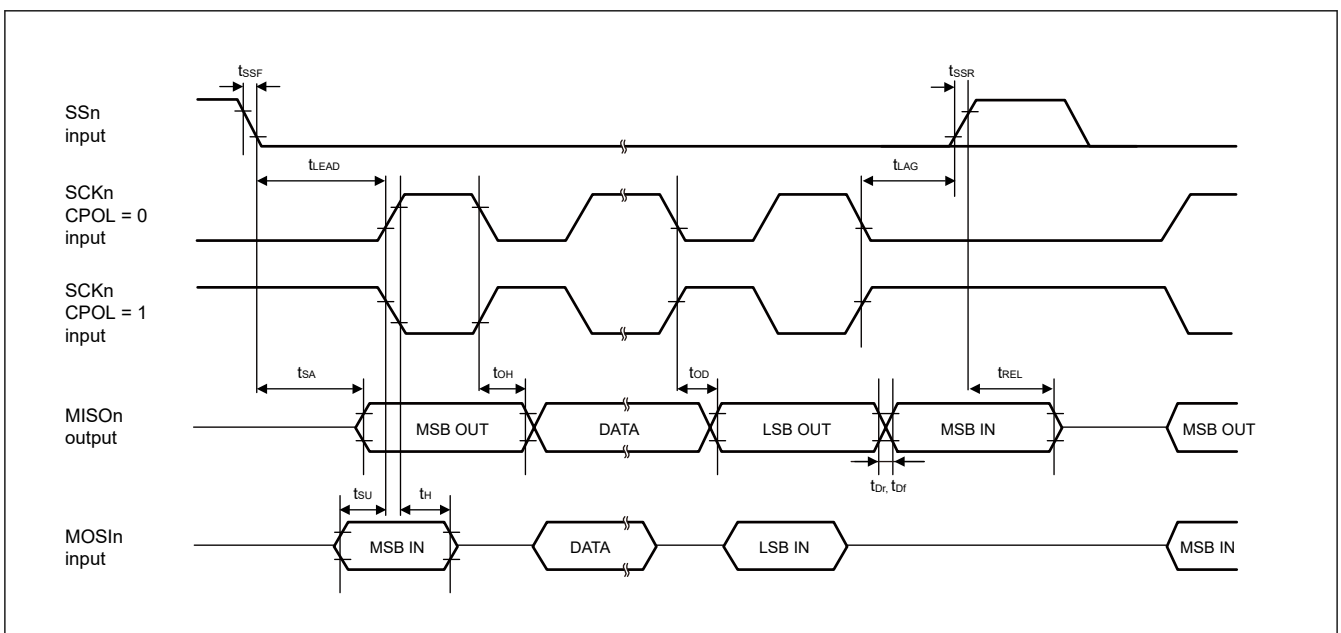 tSSF
tSSR
SSn
input
tLEAD
tLAG
SCKn
CPOL = 0
input
SCKn
CPOL = 1
input
tSA
tOH
tOD
tREL
MISOn
output
MSB OUT
DATA
LSB OUT
MSB IN
MSB OUT
tDr, tDf
tSU
tH
MOSIn
input
MSB IN
DATA
LSB IN
MSB IN